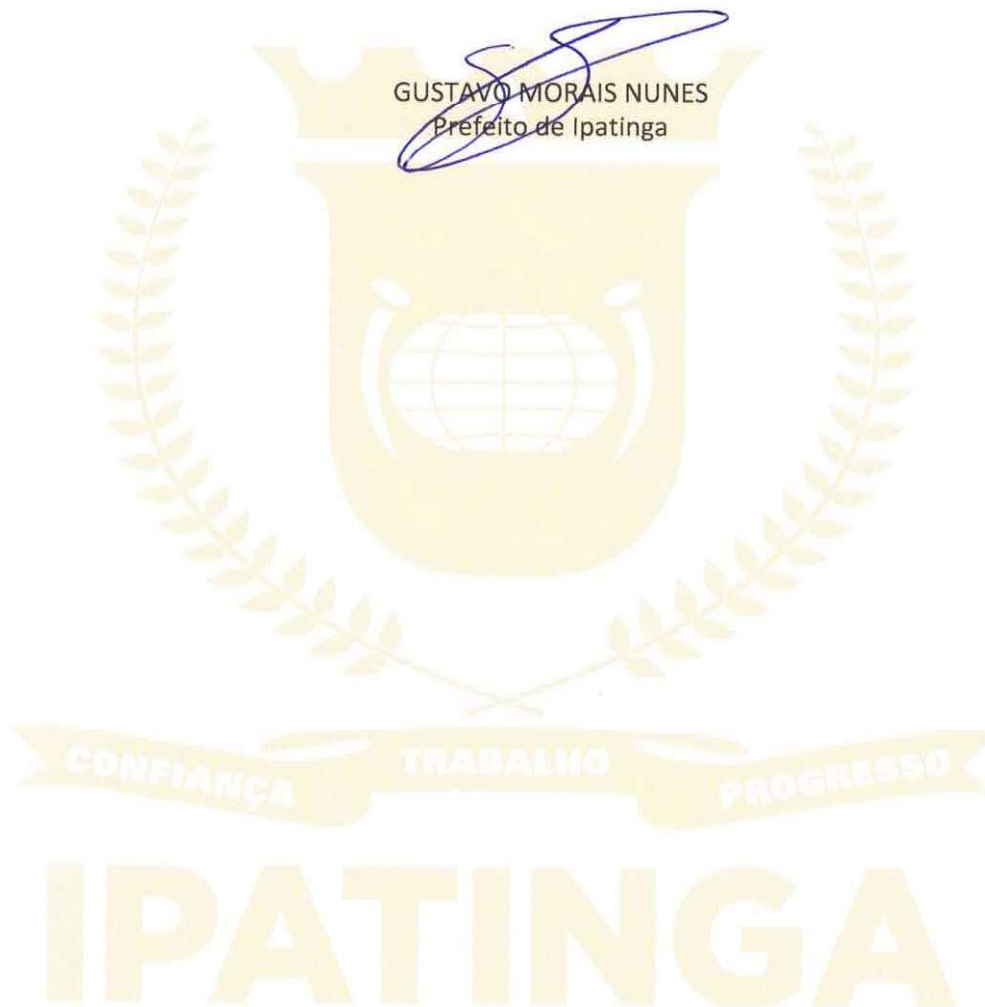 GUSTAVO MORAIS NUNES
Prefeito de Ipatinga
CONFIANÇA
TRABALHO
PROGRESSO
IPATINGA